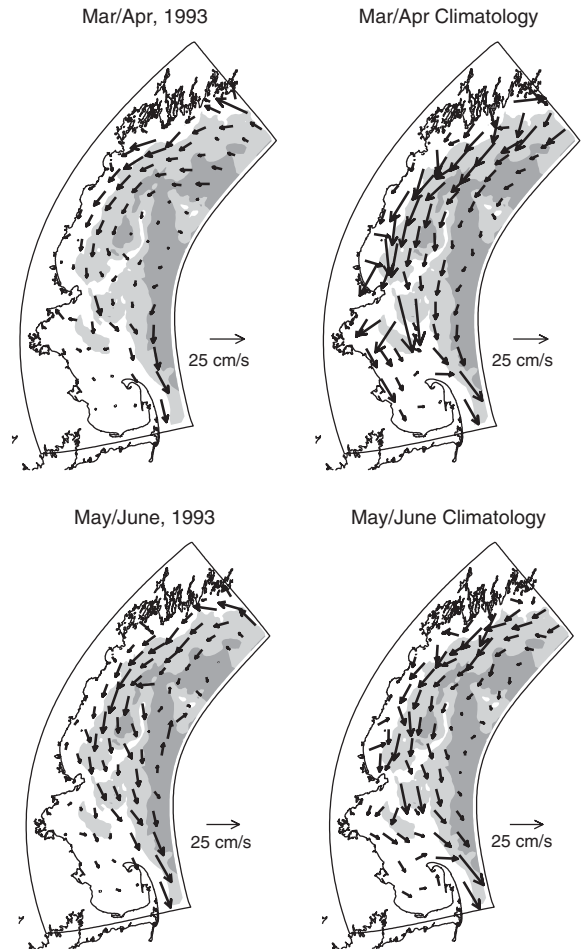 Mar/Apr, 1993
Mar/Apr Climatology
25 cm/s
25 cm/s
May/June, 1993
May/June Climatology
25 cm/s
25 cm/s